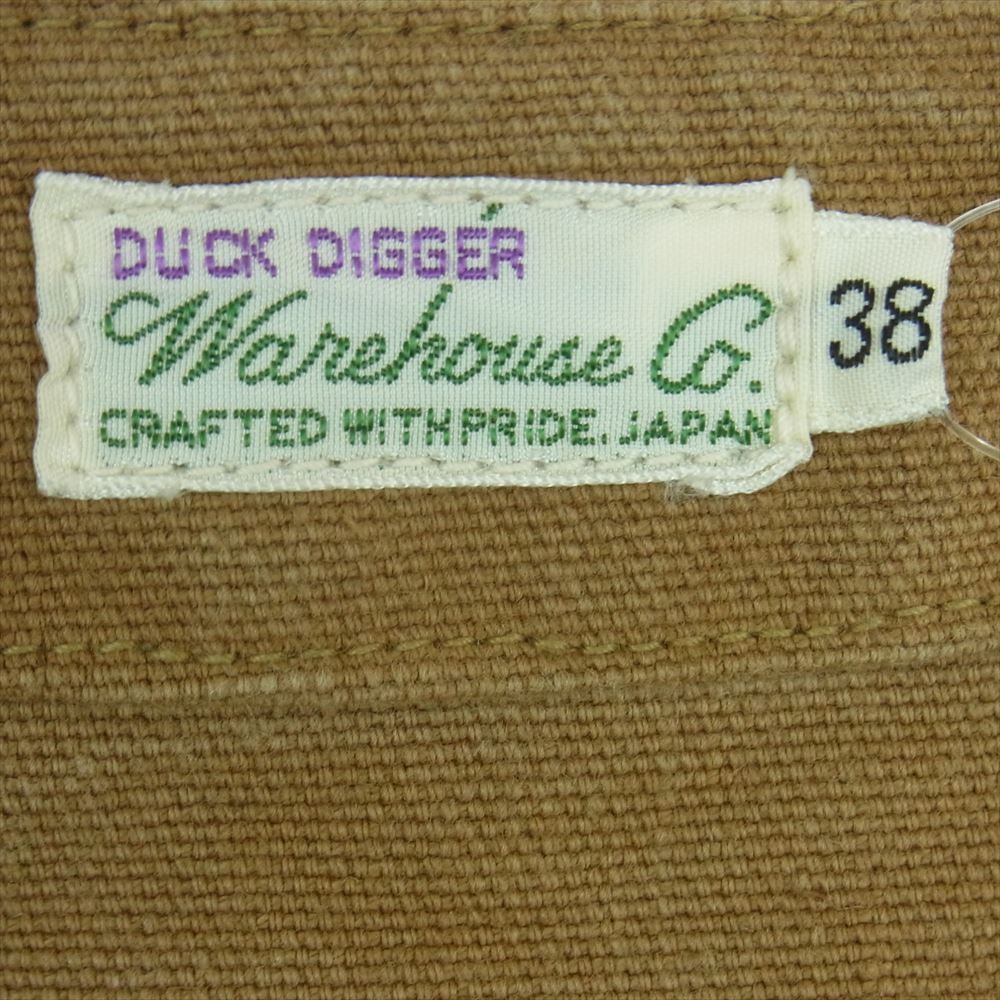 DUCK DIGGER
Warehouse Co.
CRAFTED WITH PRIDE. JAPAN
38